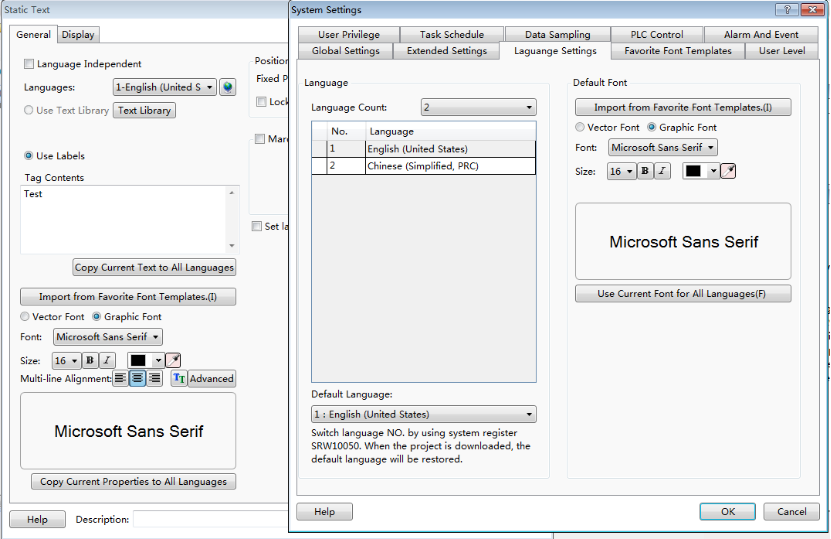 Static Text
General
Display
Language Independent
Languages:
1-English (United S
Use Text Library
Text Library
Use Labels
Tag Contents
Test
Copy Current Text to All Languages
Import from Favorite Font Templates.(I)
Vector Font
Graphic Font
Font:
Microsoft Sans Serif
Size:
16
B
I
Multi-line Alignment:
Advanced
Microsoft Sans Serif
Copy Current Properties to All Languages
Help
Description:
Position
Fixed P
Lock
Marq
Set la
System Settings
User Privilege
Task Schedule
Data Sampling
PLC Control
Alarm And Event
Global Settings
Extended Settings
Laguange Settings
Favorite Font Templates
User Level
Language
Language Count:
2
No.
Language
1
English (United States)
2
Chinese (Simplified, PRC)
Default Language:
1 : English (United States)
Switch language NO. by using system register
SRW10050. When the project is downloaded, the
default language will be restored.
Default Font
Import from Favorite Font Templates.(I)
Vector Font
Graphic Font
Font:
Microsoft Sans Serif
Size:
16
B
I
Microsoft Sans Serif
Use Current Font for All Languages(F)
Help
OK
Cancel